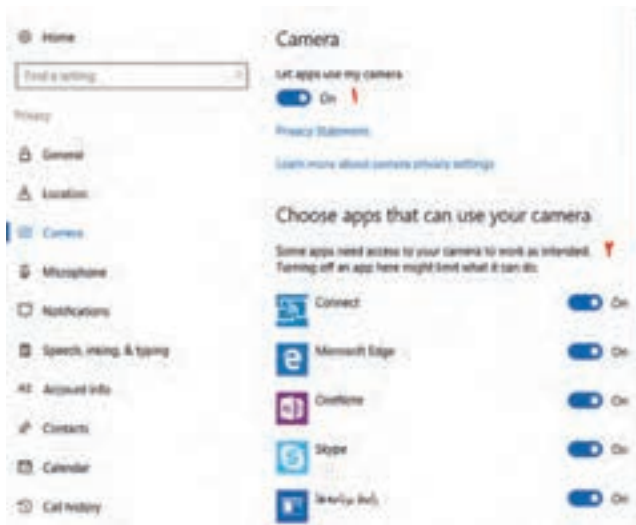 Home
Find a setting
Privacy
General
Location
Camera
Microphone
Notifications
Speech, inking, & typing
Account info
Contacts
Calendar
Call history
Camera
Let apps use my camera
On ۱
Privacy Statement
Learn more about camera privacy settings
Choose apps that can use your camera
Some apps need access to your camera to work as intended. ۲
Turning off an app here might limit what it can do.
Connect On
Microsoft Edge On
OneNote On
Skype On
On